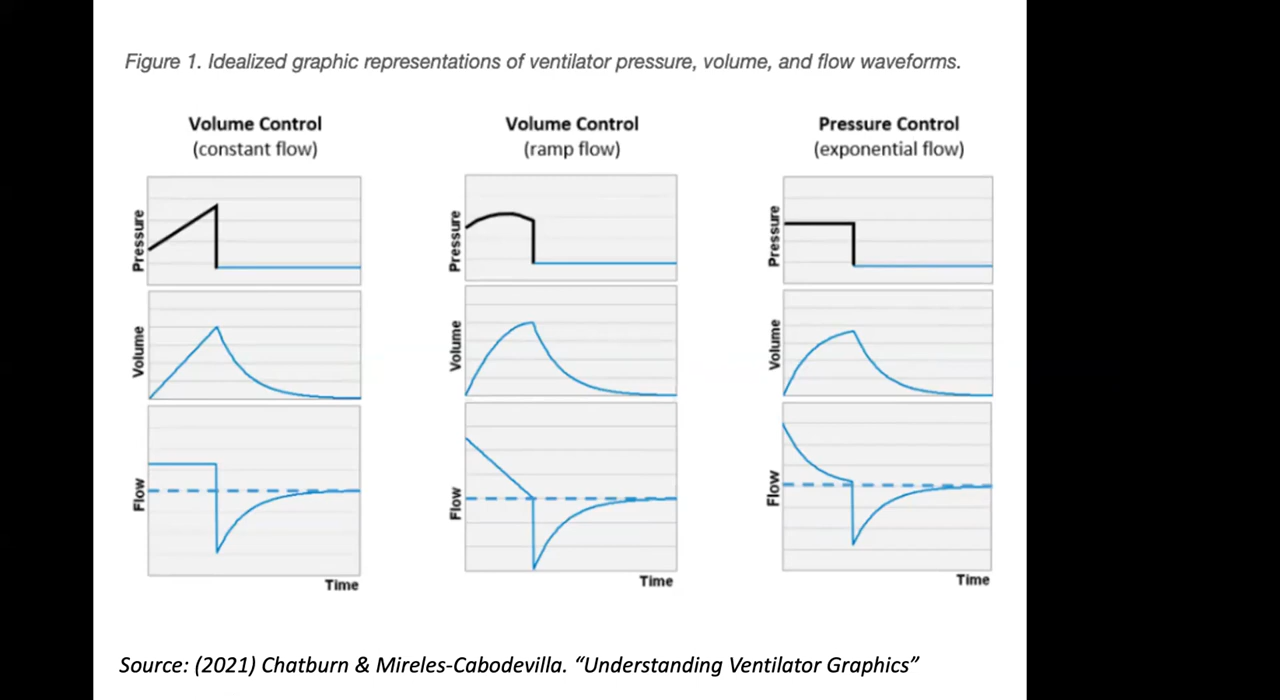 Figure 1. Idealized graphic representations of ventilator pressure, volume, and flow waveforms.
Volume Control
(constant flow)
Pressure
Volume
Flow
Time
Volume Control
(ramp flow)
Pressure
Volume
Flow
Time
Pressure Control
(exponential flow)
Pressure
Volume
Flow
Time
Source: (2021) Chatburn & Mireles-Cabodevilla. “Understanding Ventilator Graphics”